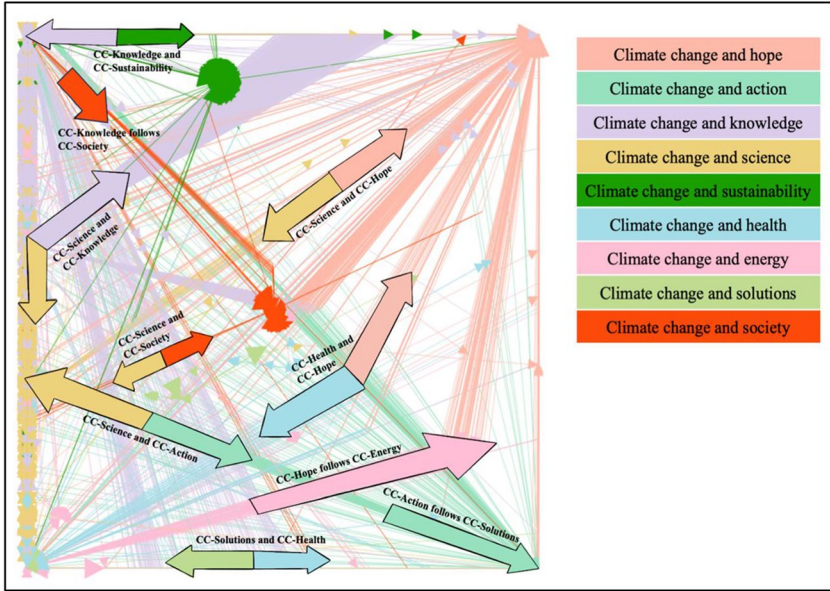 CC-Knowledge and
CC-Sustainability
CC-Knowledge follows
CC-Society
CC-Science and
CC-Knowledge
CC-Science and CC-Hope
CC-Science and
CC-Society
CC-Health and
CC-Hope
CC-Science and CC-Action
CC-Hope follows CC-Energy
CC-Action follows CC-Solutions
CC-Solutions and CC-Health
Climate change and hope
Climate change and action
Climate change and knowledge
Climate change and science
Climate change and sustainability
Climate change and health
Climate change and energy
Climate change and solutions
Climate change and society